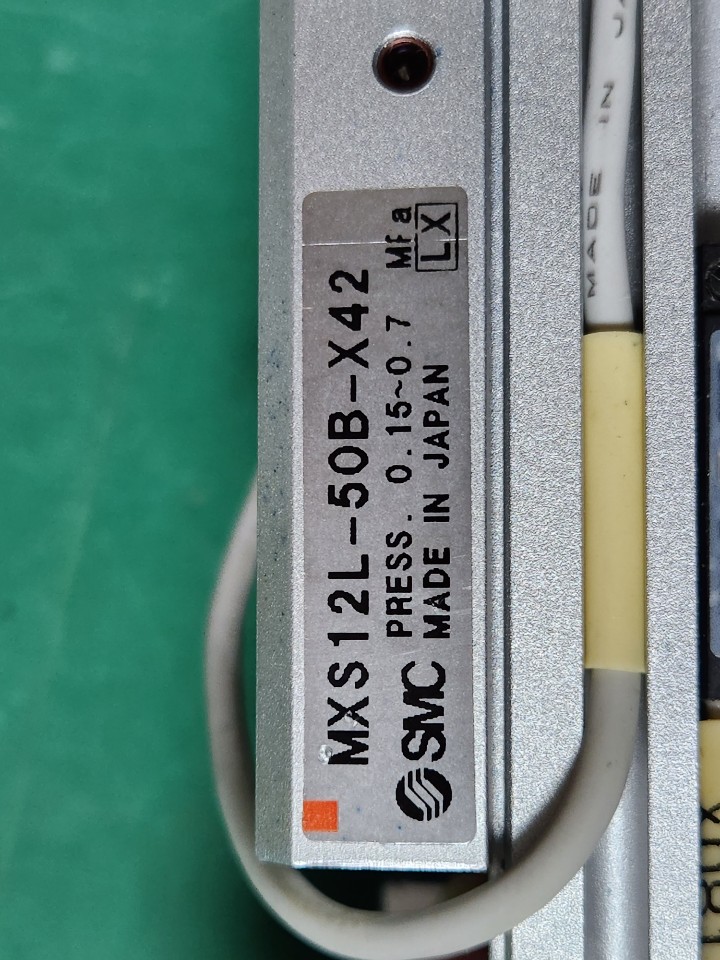 MXS12L-50B-X42
SMC
PRESS. 0.15~0.7 MPa
MADE IN JAPAN
LX
MADE IN JA